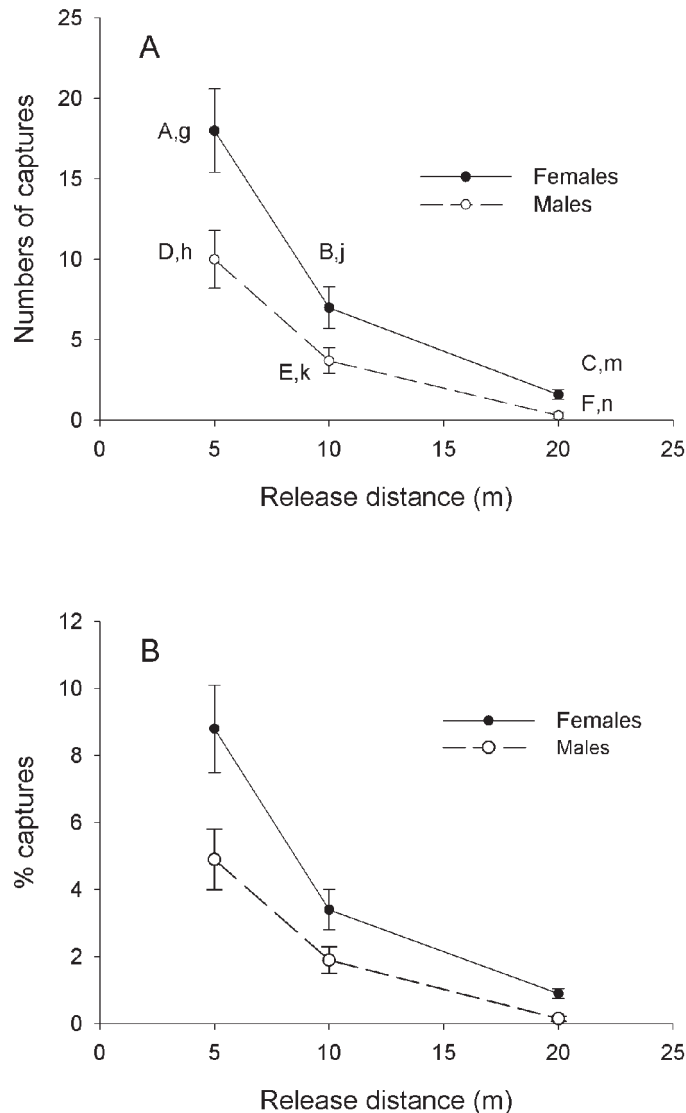 A
Numbers of captures
25
20
15
10
5
0
A,g
D,h
B,j
E,k
C,m
F,n
Females
Males
0 5 10 15 20 25
Release distance (m)
B
% captures
12
10
8
6
4
2
0
Females
Males
0 5 10 15 20 25
Release distance (m)